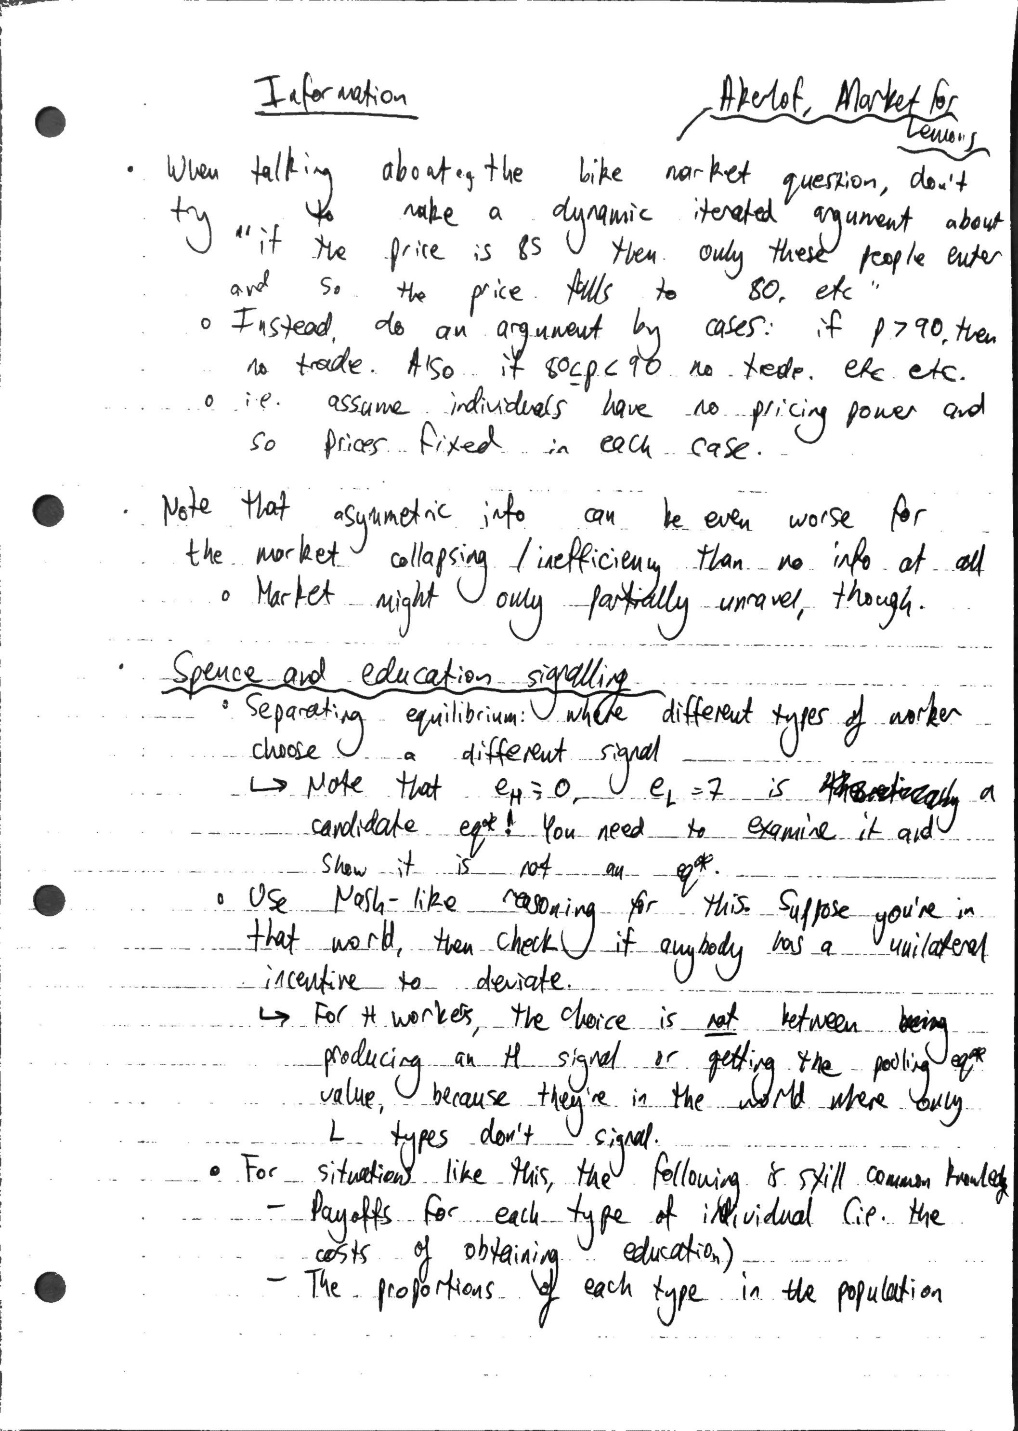 Information
Akerlof, Market for
Lemons
• When talking about eg the bike market question, don't
try to make a dynamic iterated argument about
"if the price is 85 then only these people enter
and so the price falls to 80, etc"
o Instead, do an argument by cases: if p > 90, then
no trade. Also if 80≤p<90 no trade. etc etc.
o i.e. assume individuals have no pricing power and
so prices fixed in each case.
• Note that asymmetric info can be even worse for
the market collapsing / inefficiency than no info at all
o Market might only partially unravel, though.
• Spence and education signalling
• Separating equilibrium: where different types of worker
choose a different signal
↳ Note that e_H = 0, e_L = 7 is a
candidate eq*! You need to examine it and
show it is not an eq*.
o Use Nash-like reasoning for this. Suppose you're in
that world, then check if anybody has a unilateral
incentive to deviate.
↳ For H workers, the choice is not between
producing an H signal or getting the pooling eq*
value, because they're in the world where only
L types don't signal.
o For situations like this, the following is still common knowledge
– Payoffs for each type of individual (i.e. the
costs of obtaining education)
– The proportions of each type in the population